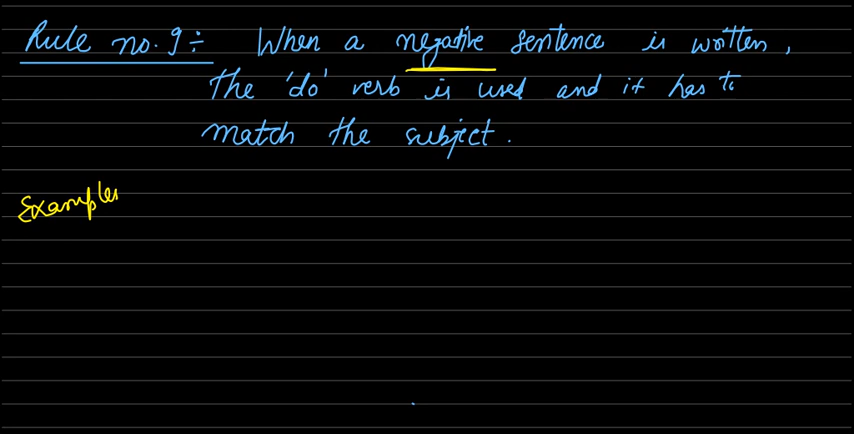 Rule no. 9 ÷ When a negative sentence is written,
The 'do' verb is used and it has to
match the subject.
Examples